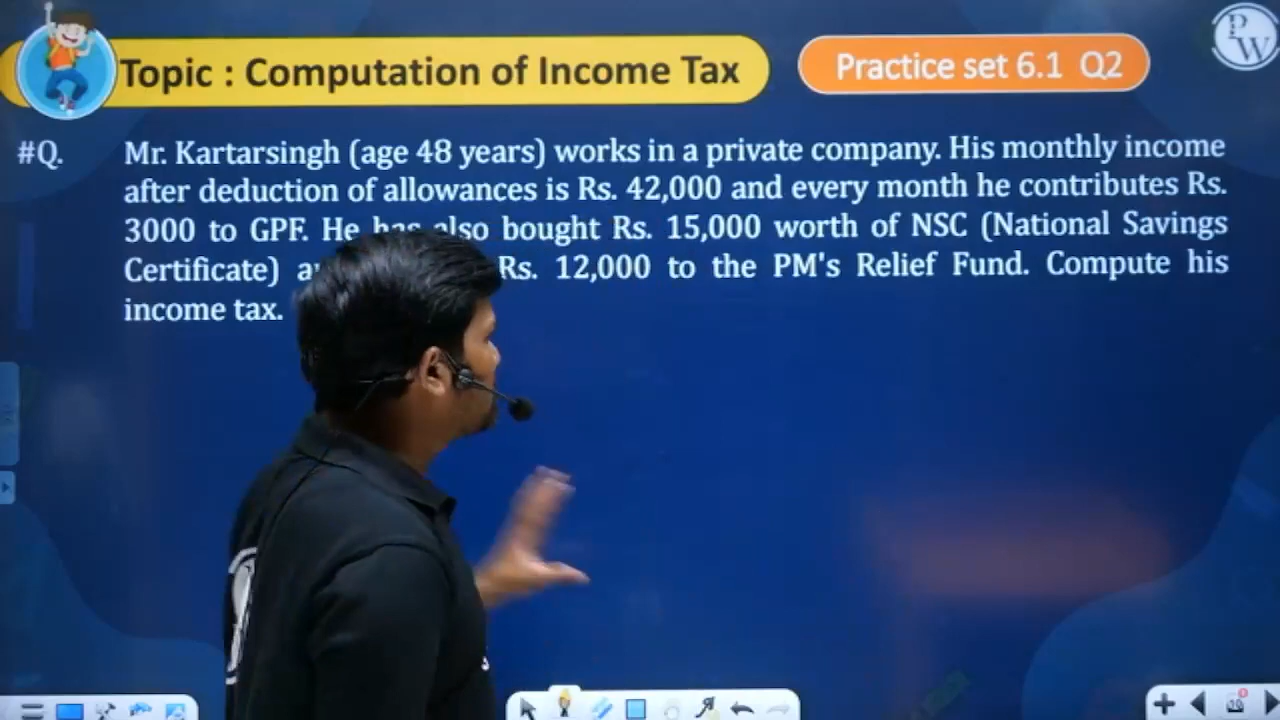 Topic : Computation of Income Tax
Practice set 6.1 Q2
PW
#Q. Mr. Kartarsingh (age 48 years) works in a private company. His monthly income
after deduction of allowances is Rs. 42,000 and every month he contributes Rs.
3000 to GPF. He has also bought Rs. 15,000 worth of NSC (National Savings
Certificate) Rs. 12,000 to the PM's Relief Fund. Compute his
income tax.